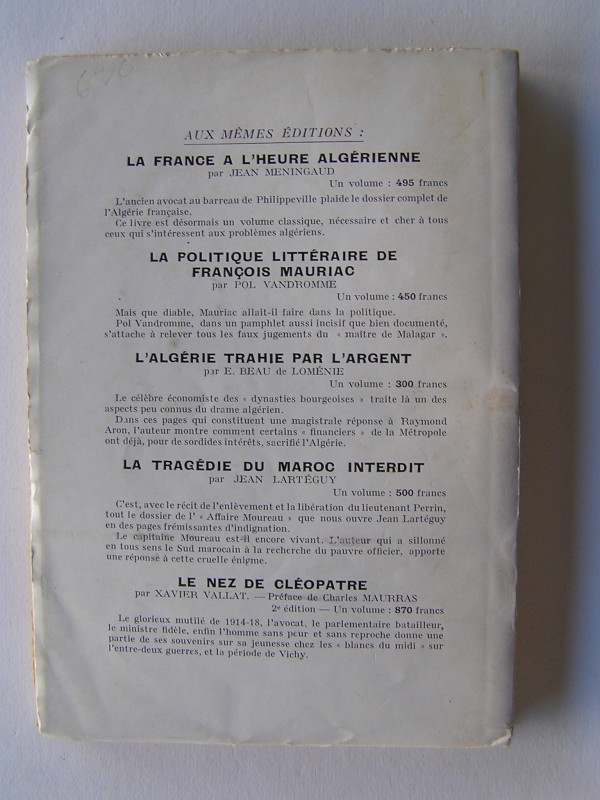 AUX MÊMES ÉDITIONS :
LA FRANCE A L'HEURE ALGÉRIENNE
par JEAN MENINGAUD
Un volume : 495 francs
L'ancien avocat au barreau de Philippeville plaide le dossier complet de
l'Algérie française.
Ce livre est désormais un volume classique, nécessaire et cher à tous
ceux qui s'intéressent aux problèmes algériens.
LA POLITIQUE LITTÉRAIRE DE
FRANÇOIS MAURIAC
par POL VANDROMME
Un volume : 450 francs
Mais que diable, Mauriac allait-il faire dans la politique.
Pol Vandromme, dans un pamphlet aussi incisif que bien documenté,
s'attache à relever tous les faux jugements du « maître de Malagar ».
L'ALGÉRIE TRAHIE PAR L'ARGENT
par E. BEAU de LOMÉNIE
Un volume : 300 francs
Le célèbre économiste des « dynasties bourgeoises » traite là un des
aspects peu connus du drame algérien.
Dans ces pages qui constituent une magistrale réponse à Raymond
Aron, l'auteur montre comment certains « financiers » de la Métropole
ont déjà, pour de sordides intérêts, sacrifié l'Algérie.
LA TRAGÉDIE DU MAROC INTERDIT
par JEAN LARTÉGUY
Un volume : 500 francs
C'est, avec le récit de l'enlèvement et la libération du lieutenant Perrin,
tout le dossier de l' « Affaire Moureau » que nous ouvre Jean Lartéguy
en des pages frémissantes d'indignation.
Le capitaine Moureau est-il encore vivant. L'auteur qui a sillonné
en tous sens le Sud marocain à la recherche du pauvre officier, apporte
une réponse à cette cruelle énigme.
LE NEZ DE CLÉOPATRE
par XAVIER VALLAT. — Préface de Charles MAURRAS
2e édition — Un volume : 870 francs
Le glorieux mutilé de 1914-18, l'avocat, le parlementaire batailleur,
le ministre fidèle, enfin l'homme sans peur et sans reproche donne une
partie de ses souvenirs sur sa jeunesse chez les « blancs du midi » sur
l'entre-deux guerres, et la période de Vichy.